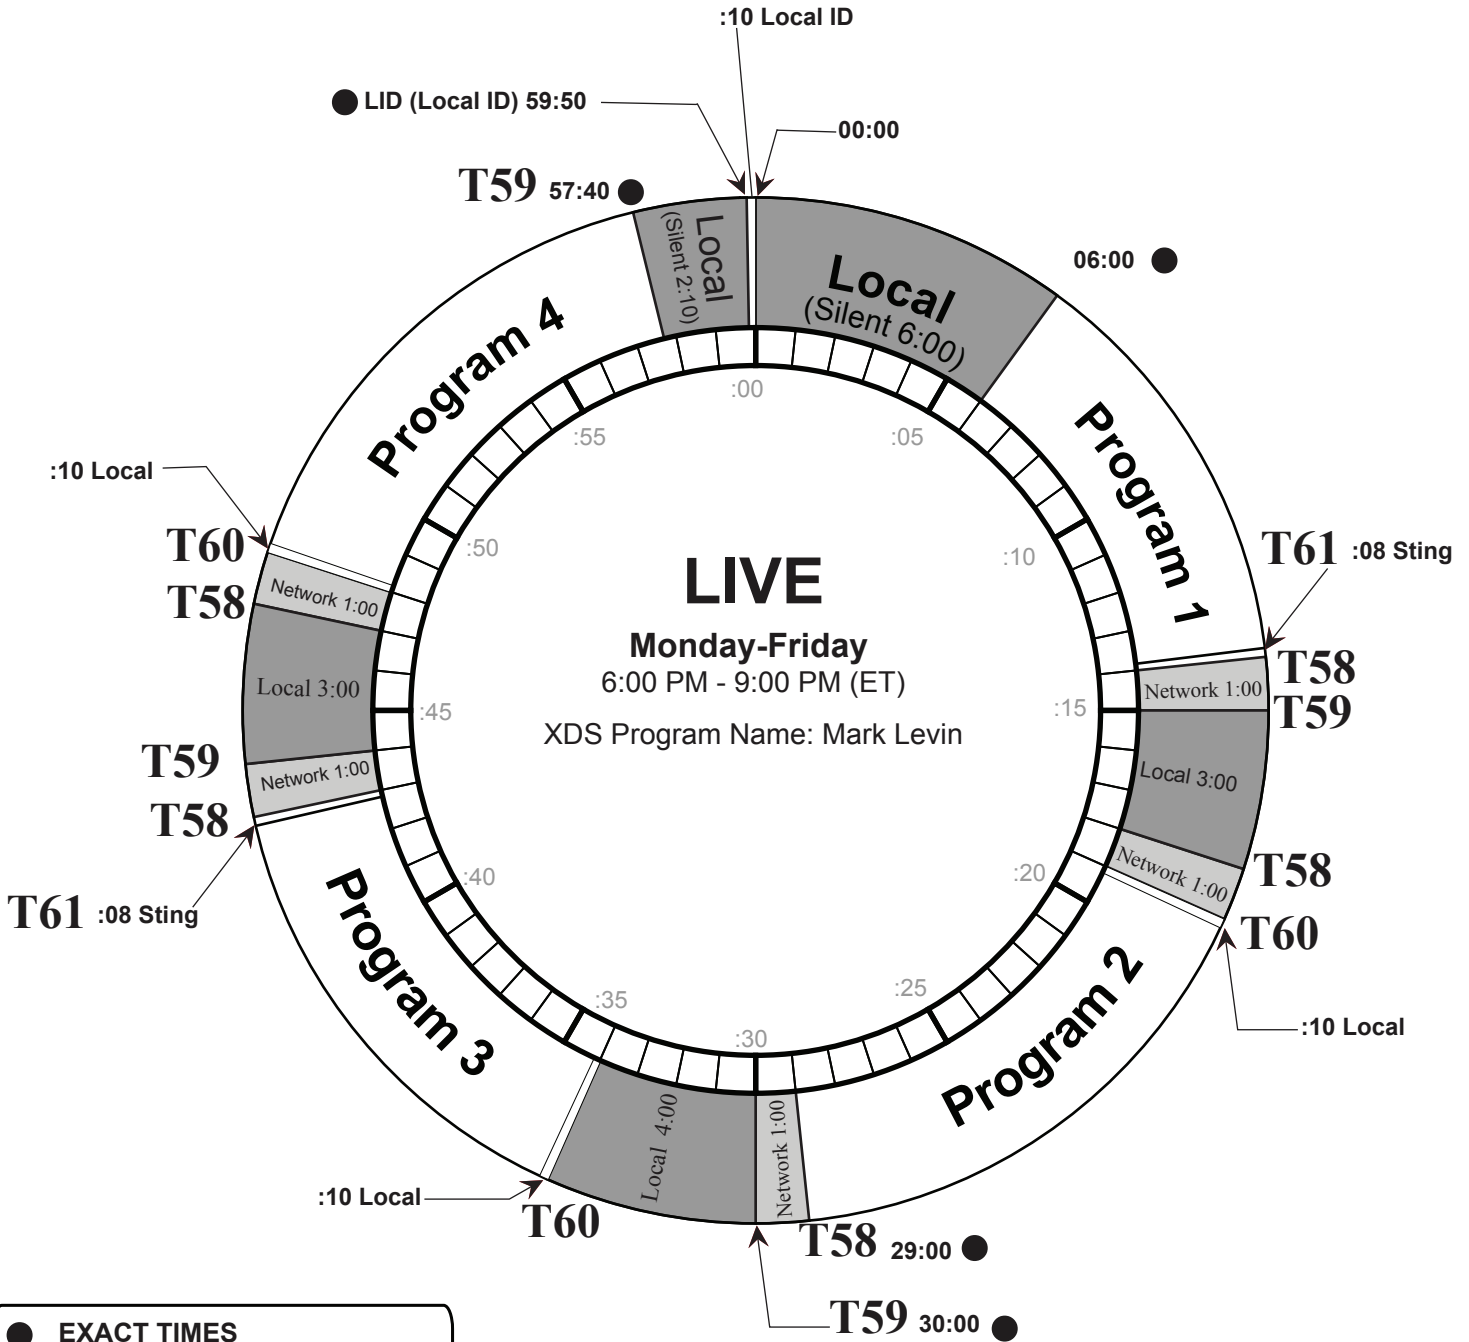 :10 Local ID
LID (Local ID) 59:50
00:00
T59 57:40
06:00
Local
(Silent 2:10)
Local
(Silent 6:00)
Program 4
Program 1
:00
:05
:10
:15
:20
:25
:30
:35
:40
:45
:50
:55
:10 Local
T60
Network 1:00
T58
Local 3:00
T59
Network 1:00
T58
T61 :08 Sting
LIVE
Monday-Friday
6:00 PM - 9:00 PM (ET)
XDS Program Name: Mark Levin
T61 :08 Sting
T58
Network 1:00
T59
Local 3:00
T58
Network 1:00
T60
:10 Local
Program 2
Program 3
Local 4:00
Network 1:00
:10 Local
T60
T58 29:00
T59 30:00
EXACT TIMES